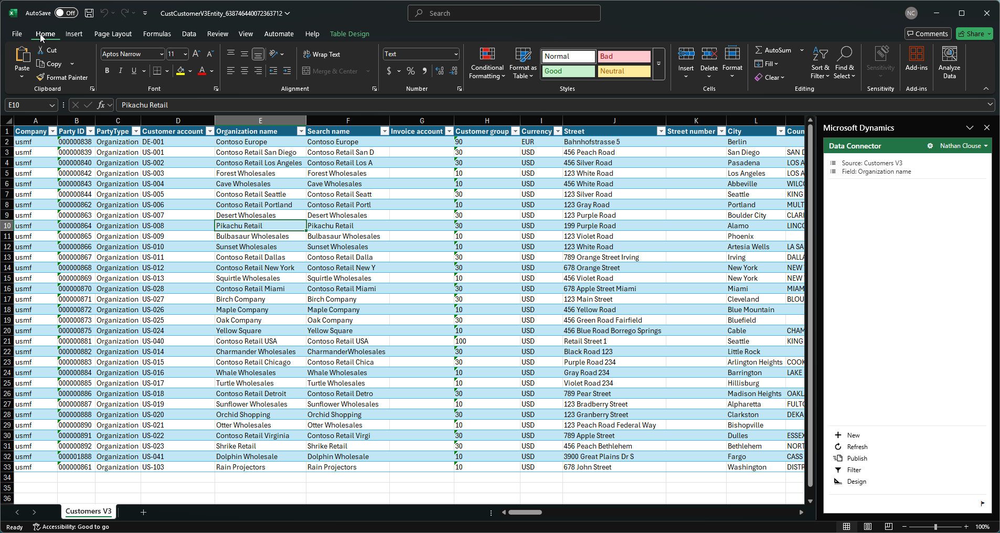 AutoSave Off CustCustomerV3Entity_638746440072363712 Search NC
File Home Insert Page Layout Formulas Data Review View Automate Help Table Design Comments Share
Paste Cut Copy Format Painter Clipboard
Aptos Narrow 11 B I U A Font
Wrap Text Merge & Center Alignment
Text $ % Number
Conditional Formatting Format as Table Normal Bad Good Neutral Styles
Insert Delete Format Cells
AutoSum Fill Clear Sort & Filter Find & Select Editing
Sensitivity Sensitivity
Add-ins Add-ins
Analyze Data
E10 fx Pikachu Retail
A B C D E F G H I J K L
1 Company Party ID PartyType Customer account Organization name Search name Invoice account Customer group Currency Street Street number City Coun
2 usmf 000000838 Organization DE-001 Contoso Europe Contoso Europe 90 EUR Bahnhofstrasse 5 Berlin
3 usmf 000000839 Organization US-001 Contoso Retail San Diego Contoso Retail San D 30 USD 456 Peach Road San Diego SAN D
4 usmf 000000840 Organization US-002 Contoso Retail Los Angeles Contoso Retail Los A 30 USD 456 Silver Road Pasadena LOS A
5 usmf 000000842 Organization US-003 Forest Wholesales Forest Wholesales 10 USD 123 White Road Los Angeles LOS A
6 usmf 000000843 Organization US-004 Cave Wholesales Cave Wholesales 10 USD 456 White Road Abbeville WILC
7 usmf 000000844 Organization US-005 Contoso Retail Seattle Contoso Retail Seatt 30 USD 123 Silver Road Seattle KING
8 usmf 000000862 Organization US-006 Contoso Retail Portland Contoso Retail Portl 10 USD 123 Gray Road Portland MULT
9 usmf 000000863 Organization US-007 Desert Wholesales Desert Wholesales 30 USD 123 Purple Road Boulder City CLAR
10 usmf 000000864 Organization US-008 Pikachu Retail Pikachu Retail 30 USD 199 Purple Road Alamo LINCO
11 usmf 000000865 Organization US-009 Bulbasaur Wholesales Bulbasaur Wholesales 10 USD 123 Violet Road Phoenix
12 usmf 000000866 Organization US-010 Sunset Wholesales Sunset Wholesales 10 USD 123 White Road Artesia Wells LA SA
13 usmf 000000867 Organization US-011 Contoso Retail Dallas Contoso Retail Dalla 30 USD 789 Orange Street Irving Irving DALLA
14 usmf 000000868 Organization US-012 Contoso Retail New York Contoso Retail New Y 30 USD 678 Orange Street New York NEW
15 usmf 000000869 Organization US-013 Squirtle Wholesales Squirtle Wholesales 10 USD 456 Violet Road New York NEW
16 usmf 000000870 Organization US-028 Contoso Retail Miami Contoso Retail Miami 30 USD 678 Apple Street Miami Miami MIAM
17 usmf 000000871 Organization US-027 Birch Company Birch Company 30 USD 123 Main Street Cleveland BLOU
18 usmf 000000872 Organization US-026 Maple Company Maple Company 10 USD 456 Yellow Road Blue Mountain
19 usmf 000000873 Organization US-025 Oak Company Oak Company 30 USD 456 Green Road Fairfield Bluefield
20 usmf 000000875 Organization US-024 Yellow Square Yellow Square 10 USD 456 Blue Road Borrego Springs Cable CHAM
21 usmf 000000881 Organization US-040 Contoso Retail USA Contoso Retail USA 100 USD Retail Street 1 Seattle KING
22 usmf 000000882 Organization US-014 Charmander Wholesales CharmanderWholesales 30 USD Black Road 123 Little Rock
23 usmf 000000883 Organization US-015 Contoso Retail Chicago Contoso Retail Chica 30 USD Purple Road 234 Arlington Heights COOK
24 usmf 000000884 Organization US-016 Whale Wholesales Whale Wholesales 10 USD Gray Road 234 Barrington LAKE
25 usmf 000000885 Organization US-017 Turtle Wholesales Turtle Wholesales 10 USD Violet Road 234 Hillisburg
26 usmf 000000886 Organization US-018 Contoso Retail Detroit Contoso Retail Detro 30 USD 789 Pear Street Madison Heights OAKL
27 usmf 000000887 Organization US-019 Sunflower Wholesales Sunflower Wholesales 10 USD 123 Bradberry Street Alpharetta FULTO
28 usmf 000000888 Organization US-020 Orchid Shopping Orchid Shopping 30 USD 123 Granberry Street Clarkston DEKA
29 usmf 000000890 Organization US-021 Otter Wholesales Otter Wholesales 10 USD 123 Peach Road Federal Way Bishopville
30 usmf 000000891 Organization US-022 Contoso Retail Virginia Contoso Retail Virgi 30 USD 789 Apple Street Dulles ESSEX
31 usmf 000000892 Organization US-023 Shrike Retail Shrike Retail 30 USD 456 Peach Bethlehem Bethlehem NORT
32 usmf 000001888 Organization US-041 Dolphin Wholesale Dolphin Wholesale 10 USD 3900 Great Plains Dr S Fargo CASS
33 usmf 000000861 Organization US-103 Rain Projectors Rain Projectors 10 USD 678 John Street Washington DISTR
34
35
36
Microsoft Dynamics
Data Connector Nathan Clouse
Source: Customers V3
Field: Organization name
New
Refresh
Publish
Filter
Design
Customers V3
Ready Accessibility: Good to go 100%